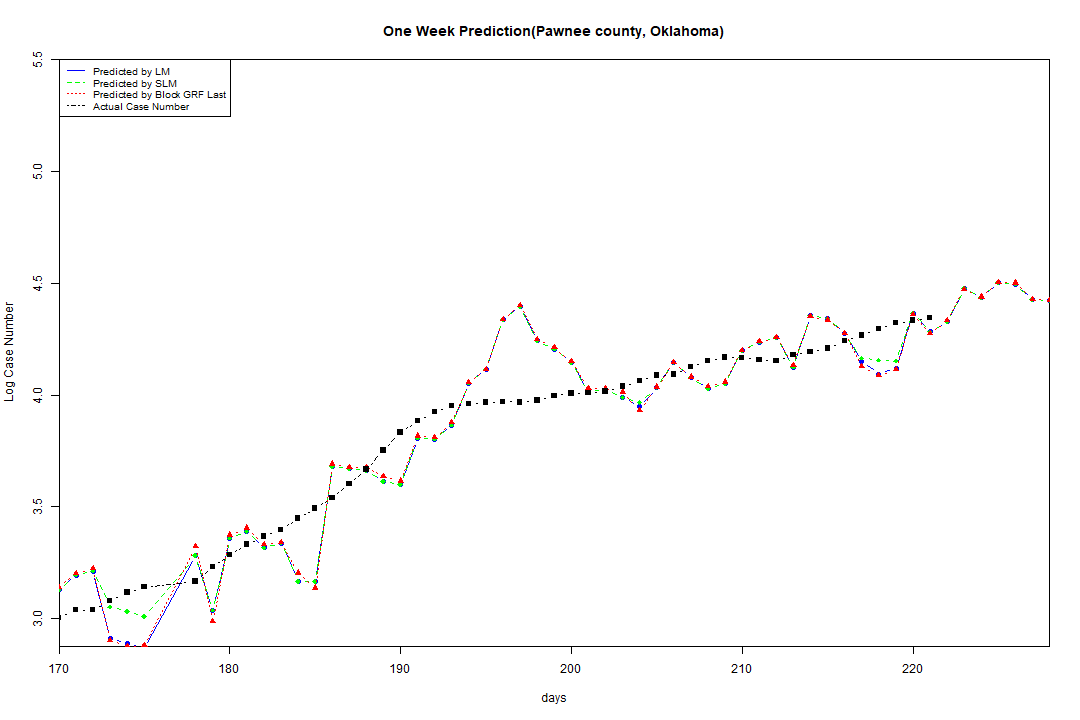 One Week Prediction(Pawnee county, Oklahoma)
Predicted by LM
Predicted by SLM
Predicted by Block GRF Last
Actual Case Number
5.5
5.0
4.5
4.0
3.5
3.0
Log Case Number
170 180 190 200 210 220
days